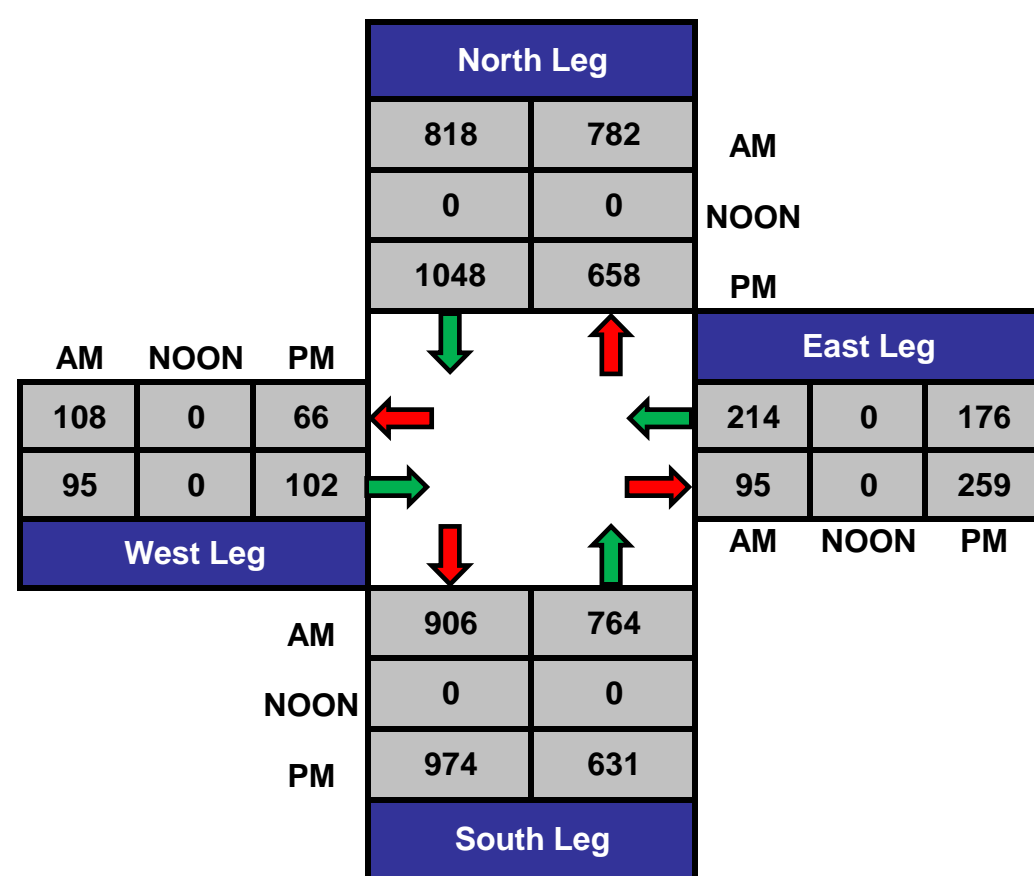 North Leg
818 782 AM
0 0 NOON
1048 658 PM
East Leg
AM NOON PM
108 0 66 214 0 176
95 0 102 95 0 259
West Leg AM NOON PM
AM 906 764
NOON 0 0
PM 974 631
South Leg